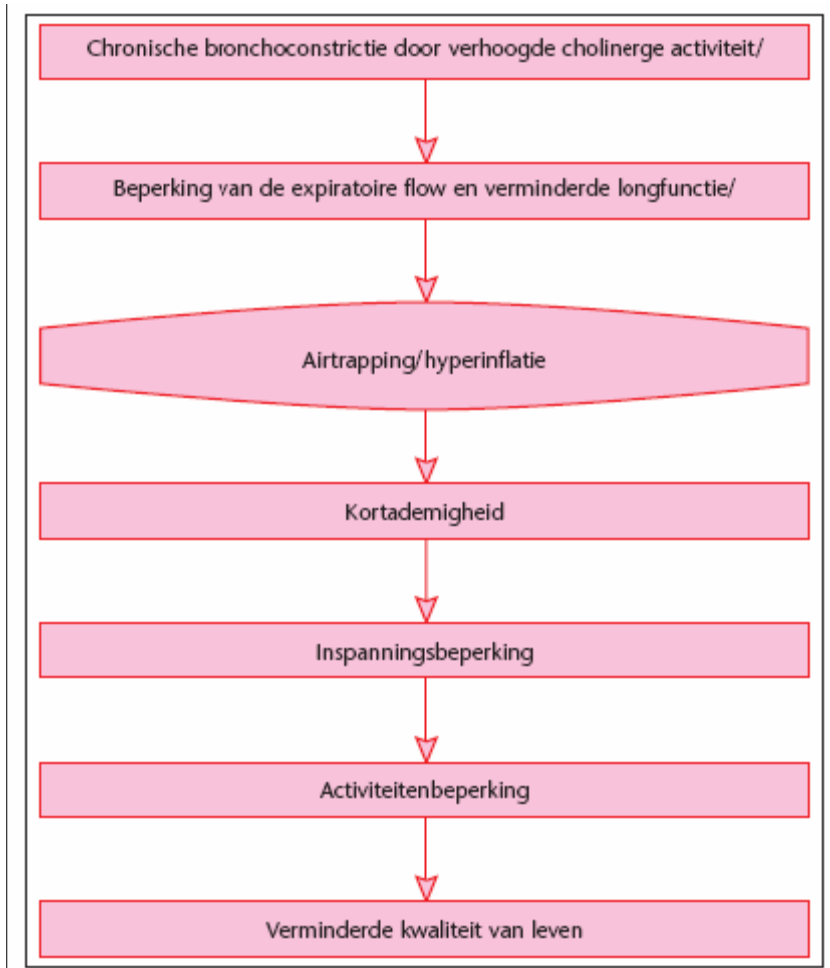 Chronische bronchoconstrictie door verhoogde cholinerge activiteit/
Beperking van de expiratoire flow en verminderde longfunctie/
Airtrapping/hyperinflatie
Kortademigheid
Inspanningsbeperking
Activiteitenbeperking
Verminderde kwaliteit van leven